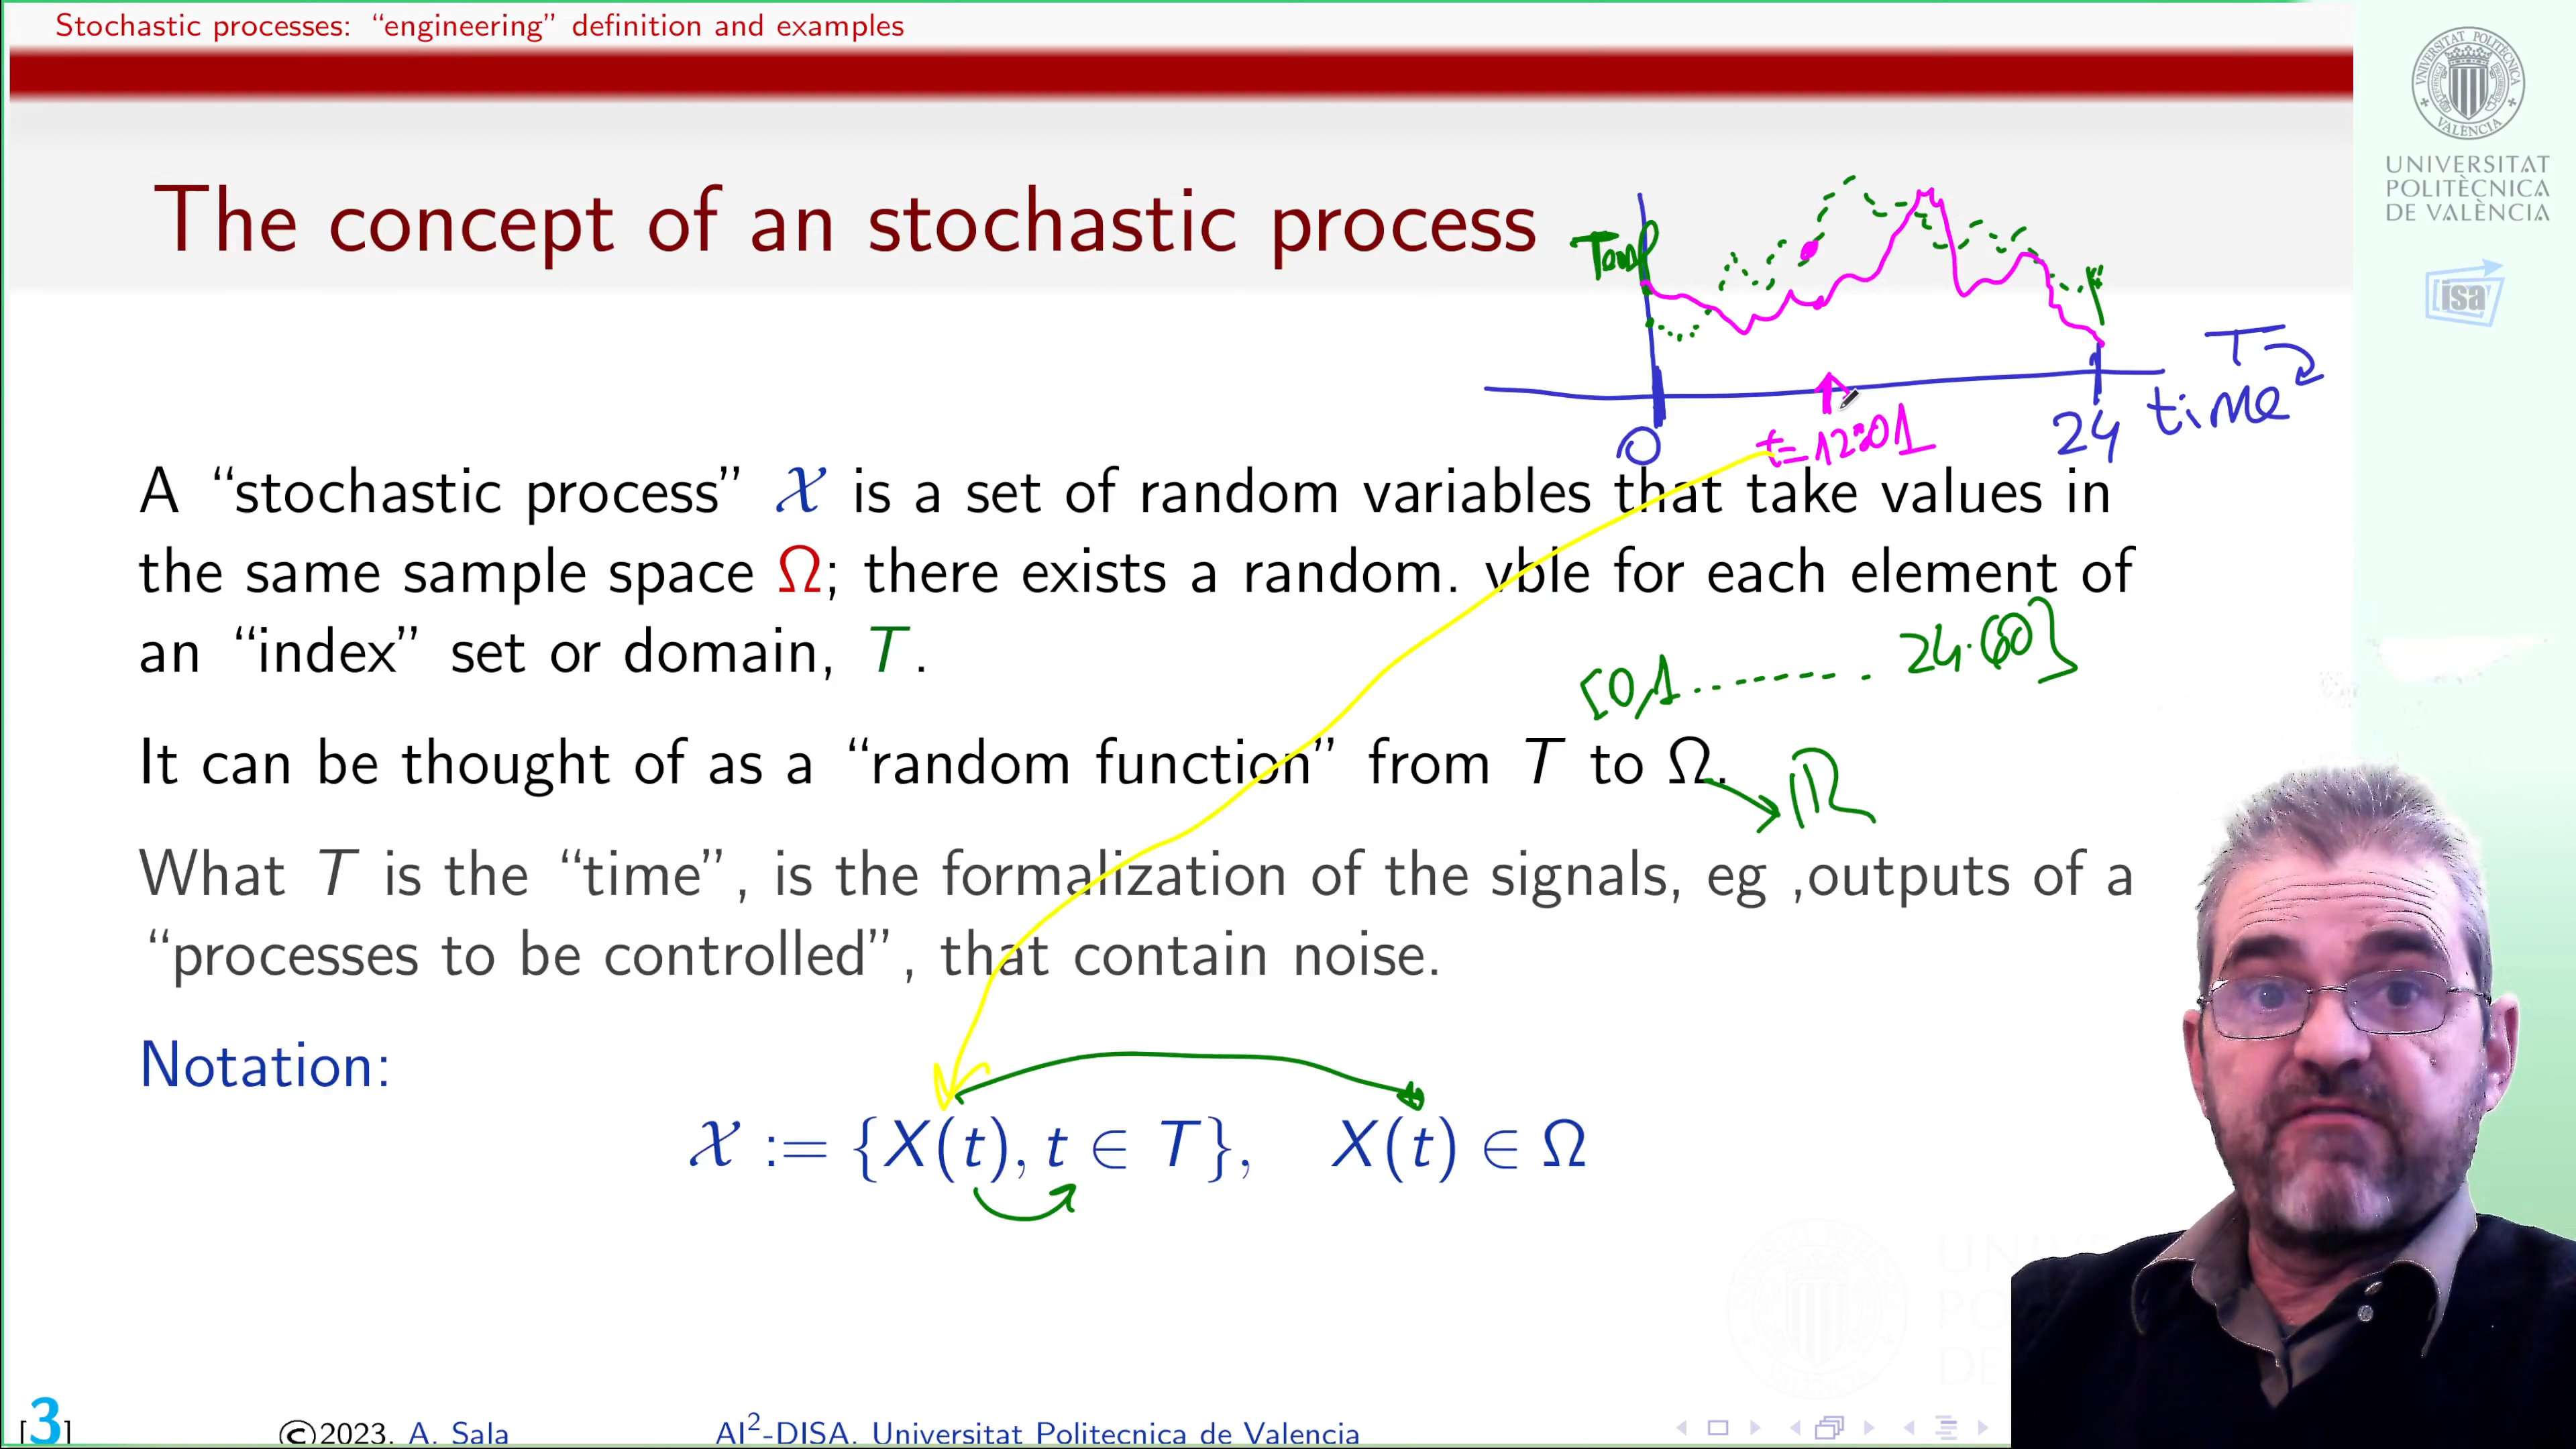 Stochastic processes: “engineering” definition and examples
UNIVERSITAT
POLITÈCNICA
DE VALÈNCIA
isa
The concept of an stochastic process
Temp
T
time
0
t=12:01
24
A “stochastic process” 𝒳 is a set of random variables that take values in
the same sample space Ω; there exists a random. vble for each element of
an “index” set or domain, T.
[0,1 ........ 24·60]
It can be thought of as a “random function” from T to Ω.
ℝ
What T is the “time”, is the formalization of the signals, eg ,outputs of a
“processes to be controlled”, that contain noise.
Notation:
𝒳 := {X(t), t ∈ T}, X(t) ∈ Ω
[3]
©2023, A. Sala
AI²-DISA, Universitat Politecnica de Valencia